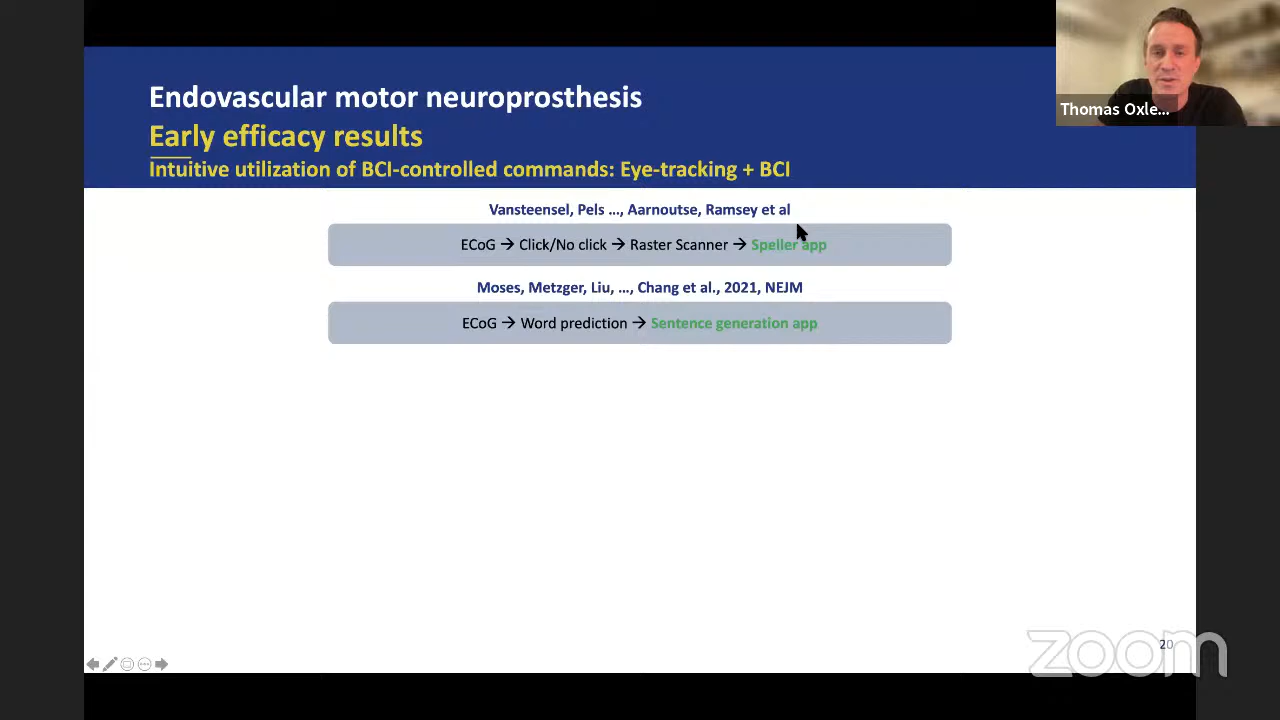 Endovascular motor neuroprosthesis
Early efficacy results
Intuitive utilization of BCI-controlled commands: Eye-tracking + BCI
Thomas Oxle...
Vansteensel, Pels ..., Aarnoutse, Ramsey et al
ECoG → Click/No click → Raster Scanner → Speller app
Moses, Metzger, Liu, ..., Chang et al., 2021, NEJM
ECoG → Word prediction → Sentence generation app
20
zoom